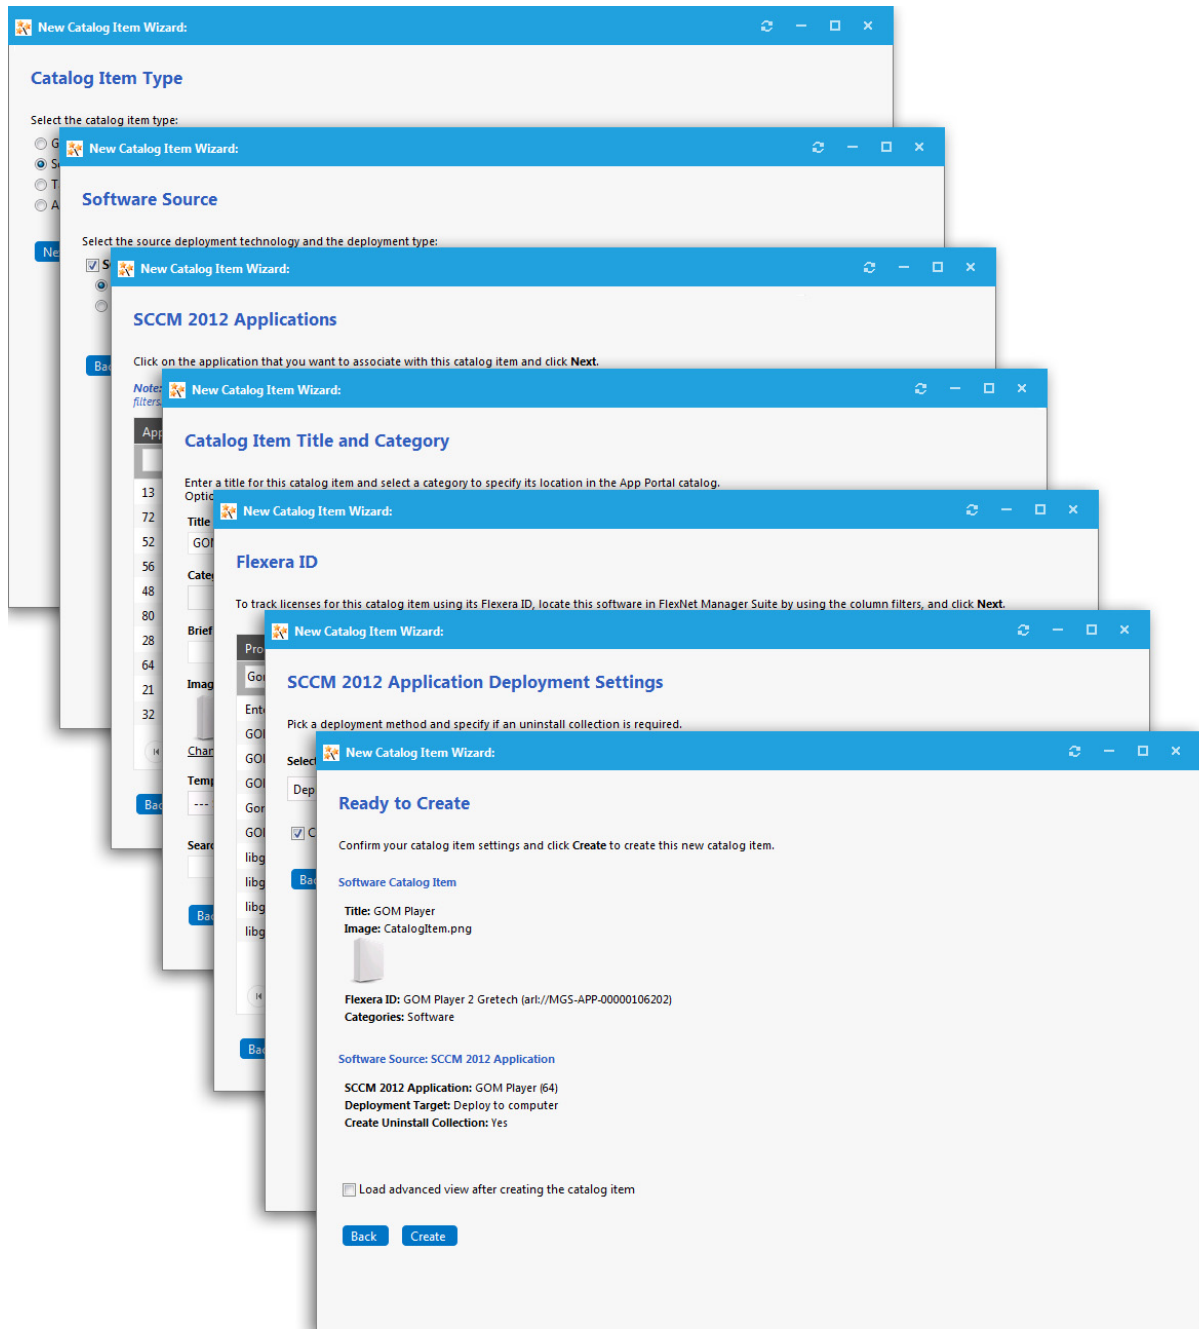 New Catalog Item Wizard:
Catalog Item Type
Select the catalog item type:
New Catalog Item Wizard:
Software Source
Select the source deployment technology and the deployment type:
New Catalog Item Wizard:
SCCM 2012 Applications
Click on the application that you want to associate with this catalog item and click Next.
Note:
filters
New Catalog Item Wizard:
Catalog Item Title and Category
Enter a title for this catalog item and select a category to specify its location in the App Portal catalog.
13
72
52
56
48
80
28
64
21
32
Title
Brief
New Catalog Item Wizard:
Flexera ID
To track licenses for this catalog item using its Flexera ID, locate this software in FlexNet Manager Suite by using the column filters, and click Next.
New Catalog Item Wizard:
SCCM 2012 Application Deployment Settings
Pick a deployment method and specify if an uninstall collection is required.
Select
New Catalog Item Wizard:
Ready to Create
Confirm your catalog item settings and click Create to create this new catalog item.
Software Catalog Item
Title: GOM Player
Image: CatalogItem.png
Flexera ID: GOM Player 2 Gretech (arl://MGS-APP-00000106202)
Categories: Software
Software Source: SCCM 2012 Application
SCCM 2012 Application: GOM Player (64)
Deployment Target: Deploy to computer
Create Uninstall Collection: Yes
Load advanced view after creating the catalog item
Back Create